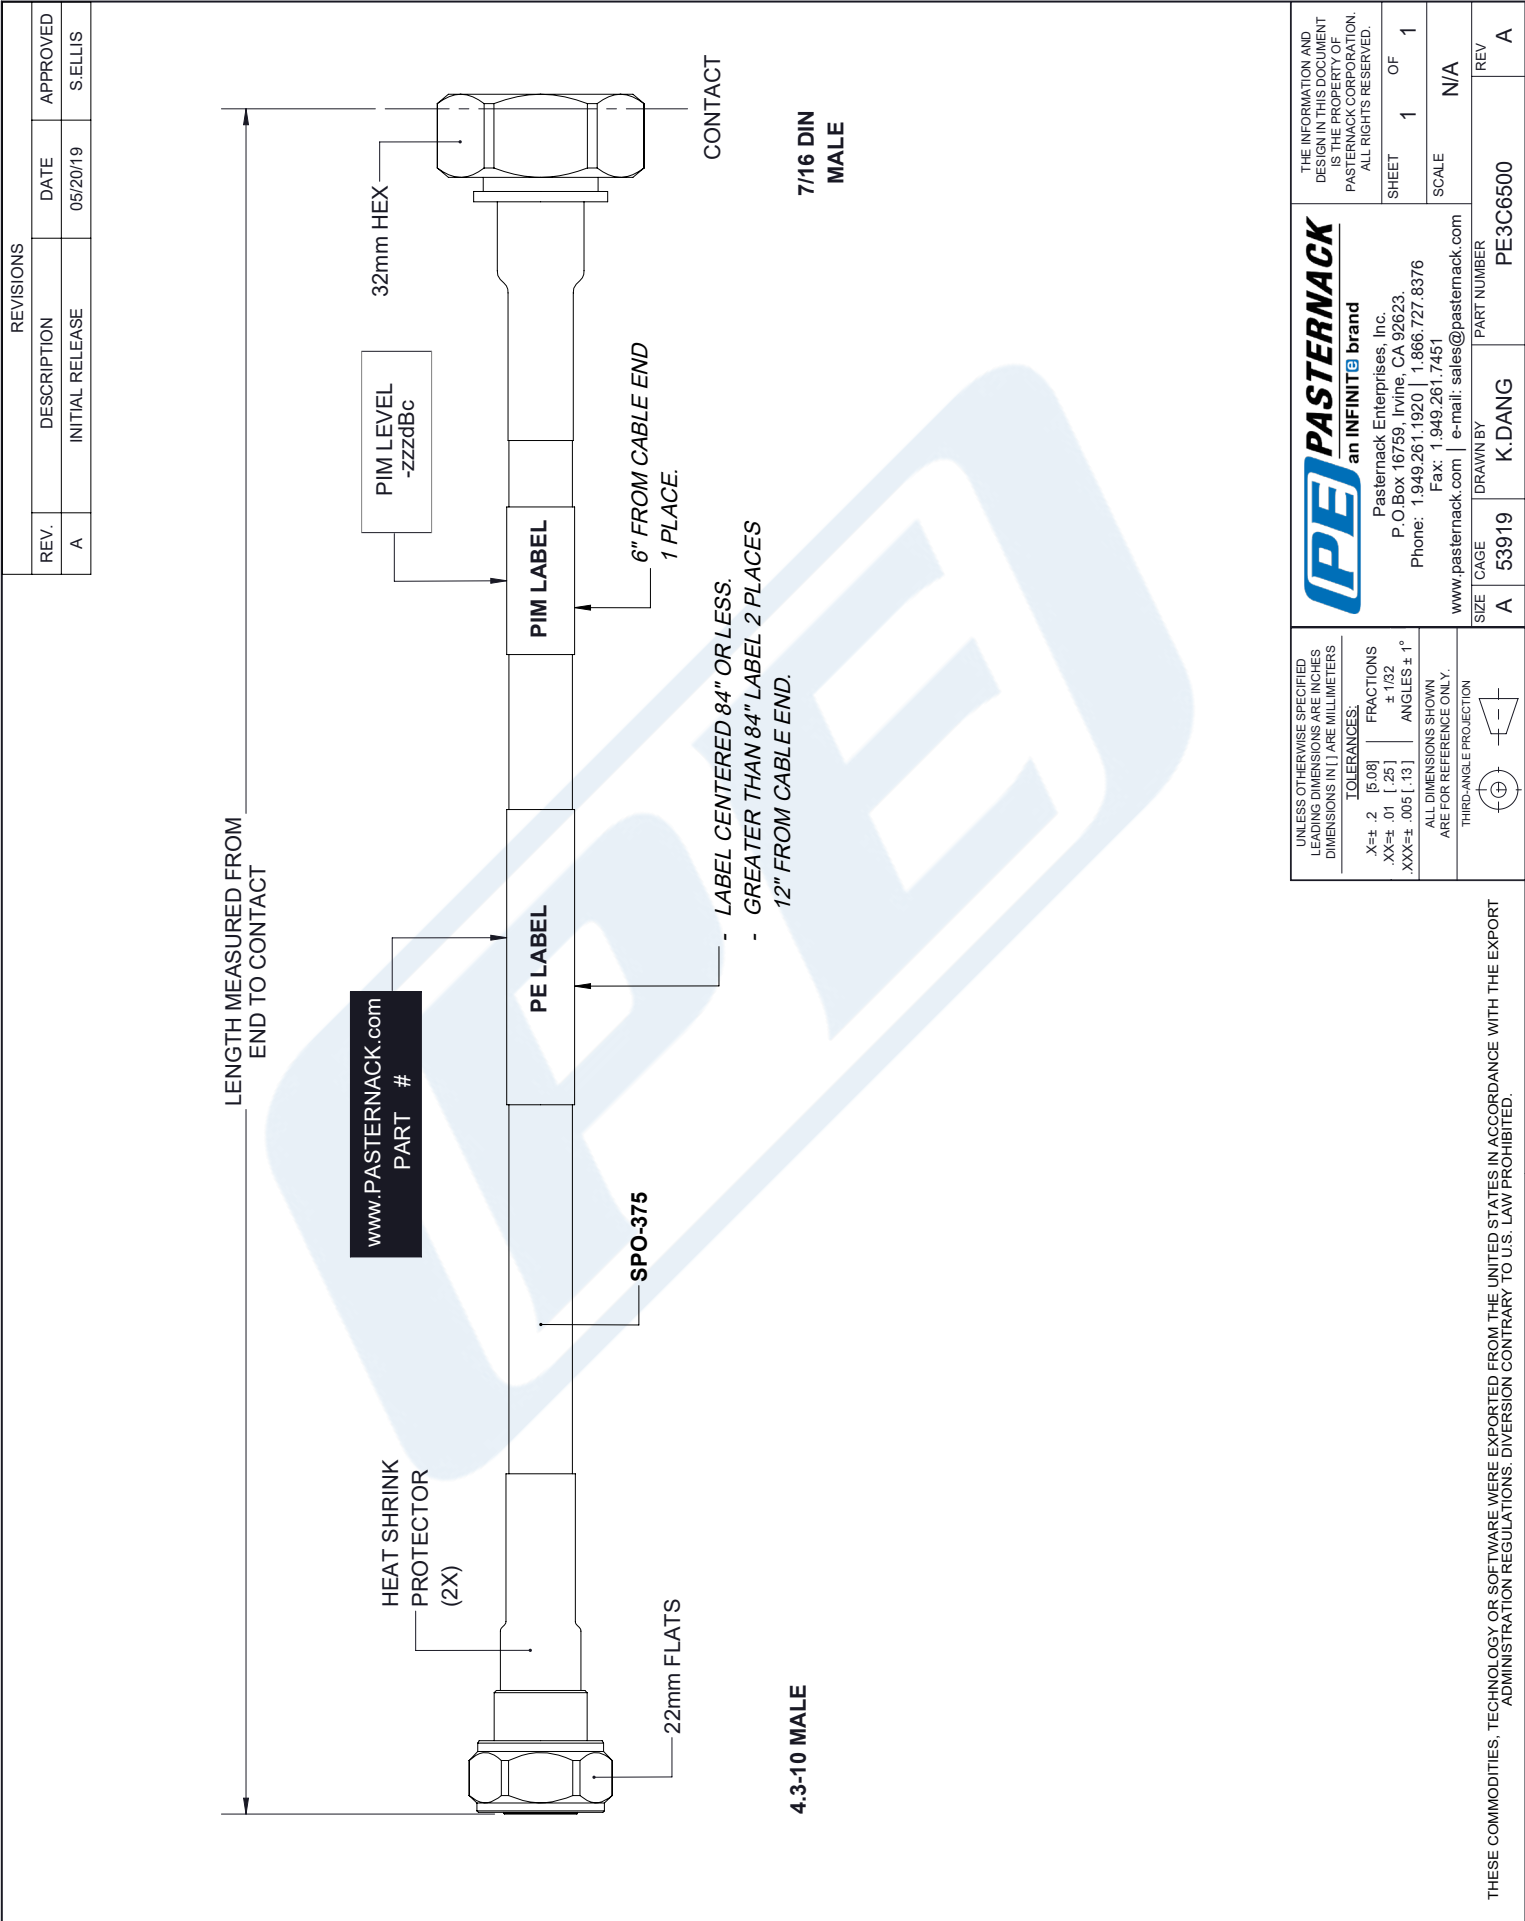 REVISIONS
REV. DESCRIPTION DATE APPROVED
A INITIAL RELEASE 05/20/19 S.ELLIS
LENGTH MEASURED FROM
END TO CONTACT
HEAT SHRINK
PROTECTOR
(2X)
www.PASTERNACK.com
PART #
PIM LEVEL
-zzzdBc
32mm HEX
PE LABEL
PIM LABEL
22mm FLATS
SPO-375
6" FROM CABLE END
1 PLACE.
- LABEL CENTERED 84" OR LESS.
- GREATER THAN 84" LABEL 2 PLACES
12" FROM CABLE END.
CONTACT
4.3-10 MALE
7/16 DIN
MALE
UNLESS OTHERWISE SPECIFIED
LEADING DIMENSIONS ARE INCHES
DIMENSIONS IN [ ] ARE MILLIMETERS
TOLERANCES:
.X=± .2 [5.08] FRACTIONS
.XX=± .01 [.25] ± 1/32
.XXX=± .005 [.13] ANGLES ± 1°
ALL DIMENSIONS SHOWN
ARE FOR REFERENCE ONLY.
THIRD-ANGLE PROJECTION
PE PASTERNACK
an INFINITe brand
Pasternack Enterprises, Inc.
P.O.Box 16759, Irvine, CA 92623.
Phone: 1.949.261.1920 | 1.866.727.8376
Fax: 1.949.261.7451
www.pasternack.com | e-mail: sales@pasternack.com
THE INFORMATION AND
DESIGN IN THIS DOCUMENT
IS THE PROPERTY OF
PASTERNACK CORPORATION.
ALL RIGHTS RESERVED.
SHEET 1 OF 1
SCALE N/A
SIZE A
CAGE 53919
DRAWN BY K.DANG
PART NUMBER PE3C6500
REV A
THESE COMMODITIES, TECHNOLOGY OR SOFTWARE WERE EXPORTED FROM THE UNITED STATES IN ACCORDANCE WITH THE EXPORT
ADMINISTRATION REGULATIONS. DIVERSION CONTRARY TO U.S. LAW PROHIBITED.
PE